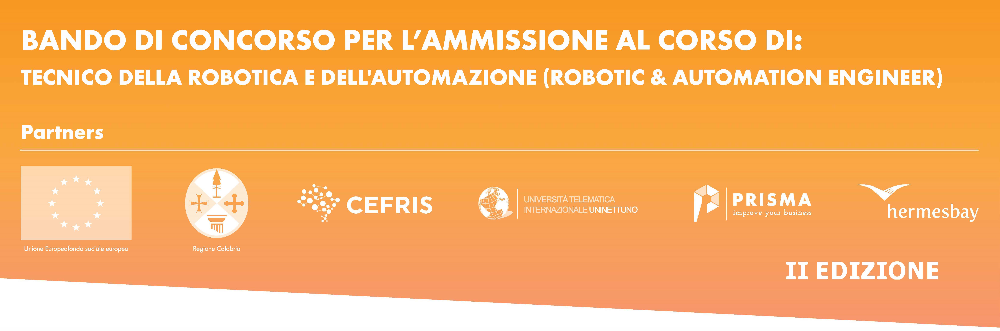 BANDO DI CONCORSO PER L’AMMISSIONE AL CORSO DI:
TECNICO DELLA ROBOTICA E DELL'AUTOMAZIONE (ROBOTIC & AUTOMATION ENGINEER)
Partners
Unione Europeafondo sociale europeo
Regione Calabria
CEFRIS
UNIVERSITÀ TELEMATICA
INTERNAZIONALE UNINETTUNO
PRISMA
improve your business
hermesbay
II EDIZIONE